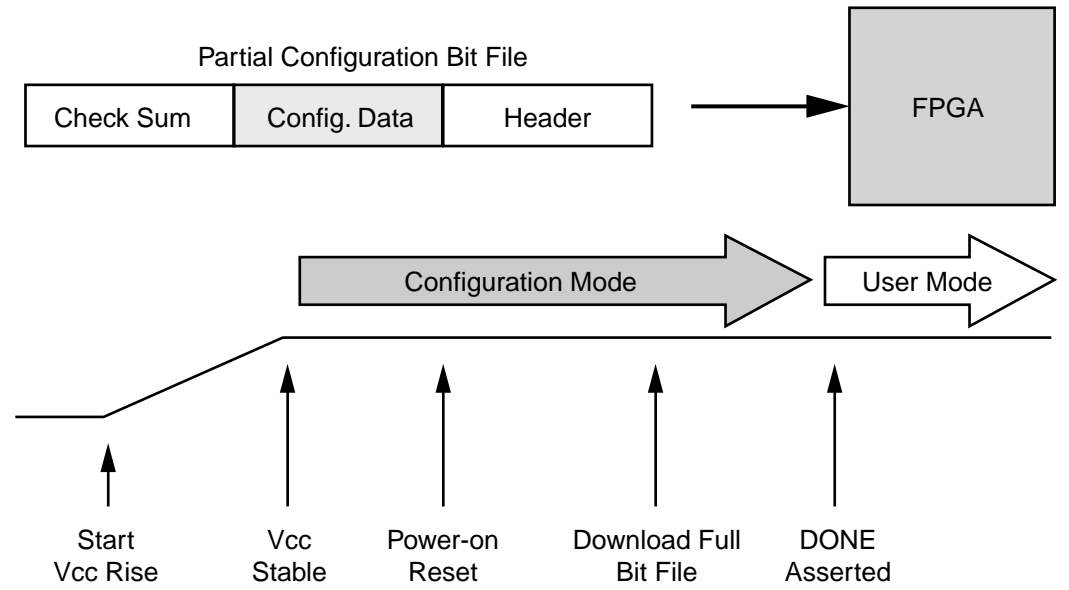 Partial Configuration Bit File
Check Sum
Config. Data
Header
FPGA
Configuration Mode
User Mode
Start
Vcc Rise
Vcc
Stable
Power-on
Reset
Download Full
Bit File
DONE
Asserted